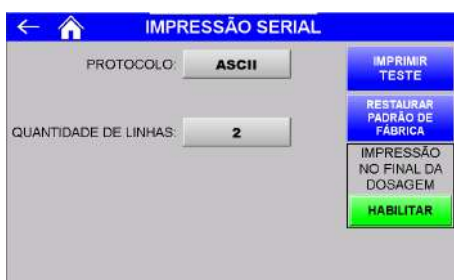 IMPRESSÃO SERIAL
PROTOCOLO: ASCII
QUANTIDADE DE LINHAS: 2
IMPRIMIR
TESTE
RESTAURAR
PADRÃO DE
FÁBRICA
IMPRESSÃO
NO FINAL DA
DOSAGEM
HABILITAR